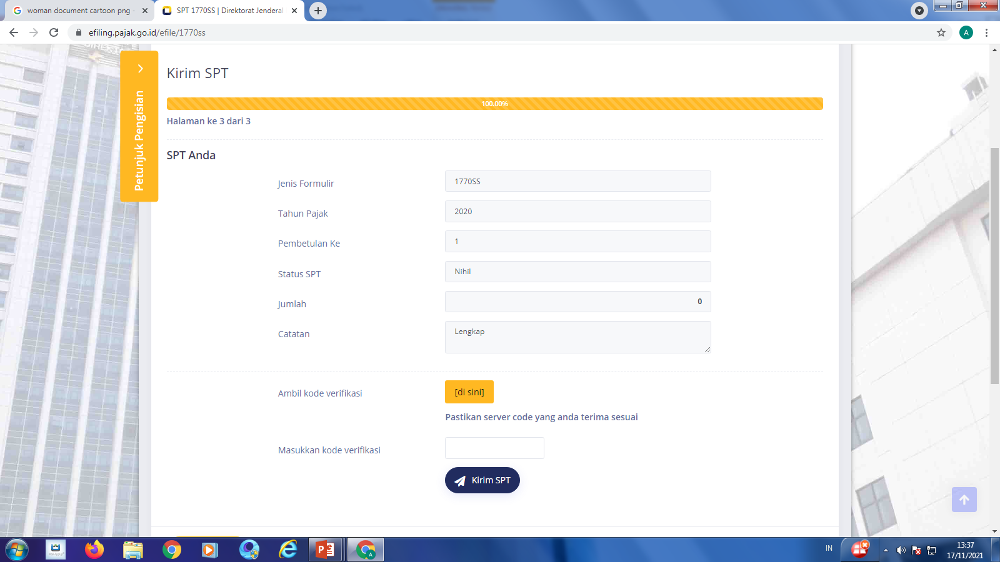 woman document cartoon png -
SPT 1770SS | Direktorat Jenderal
efiling.pajak.go.id/efile/1770ss
A
Petunjuk Pengisian
Kirim SPT
100.00%
Halaman ke 3 dari 3
SPT Anda
Jenis Formulir
1770SS
Tahun Pajak
2020
Pembetulan Ke
1
Status SPT
Nihil
Jumlah
0
Catatan
Lengkap
Ambil kode verifikasi
[di sini]
Pastikan server code yang anda terima sesuai
Masukkan kode verifikasi
Kirim SPT
IN
13:37
17/11/2021